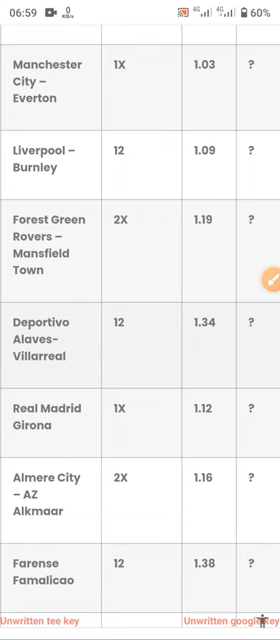 06:59 0 KB/s 4G 4G 60%
Manchester 1X 1.03 ?
City –
Everton
Liverpool – 12 1.09 ?
Burnley
Forest Green 2X 1.19 ?
Rovers –
Mansfield
Town
Deportivo 12 1.34 ?
Alaves-
Villarreal
Real Madrid 1X 1.12 ?
Girona
Almere City 2X 1.16 ?
– AZ
Alkmaar
Farense 12 1.38 ?
Famalicao
Unwritten tee key Unwritten google key